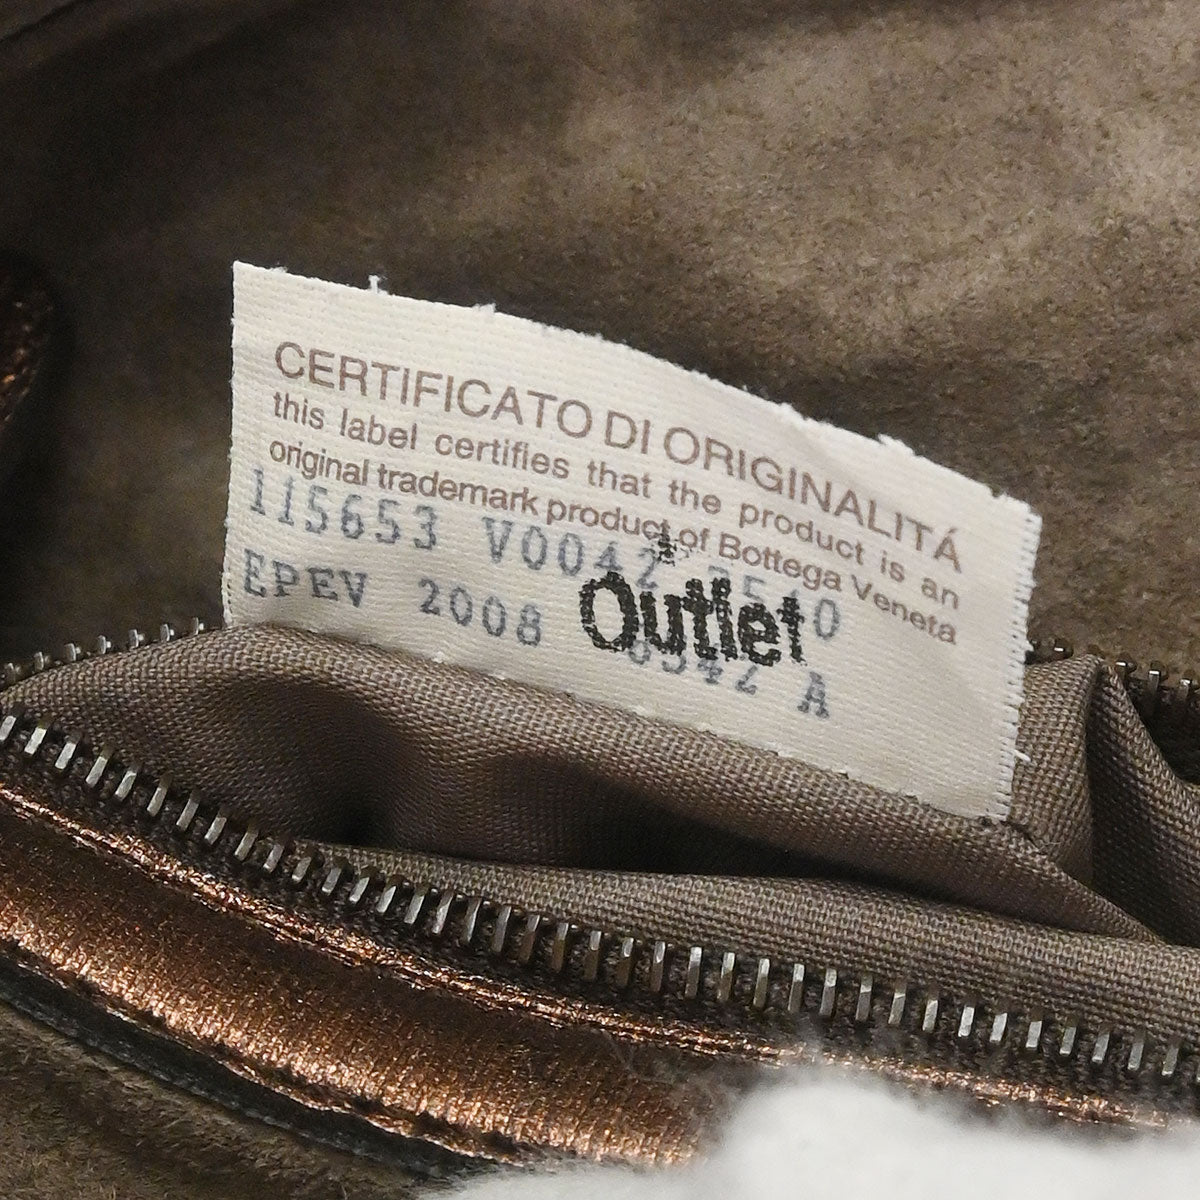 CERTIFICATO DI ORIGINALITÁ
this label certifies that the product is an
original trademark product of Bottega Veneta
115653 V0042
EPEV 2008 A
Outlet